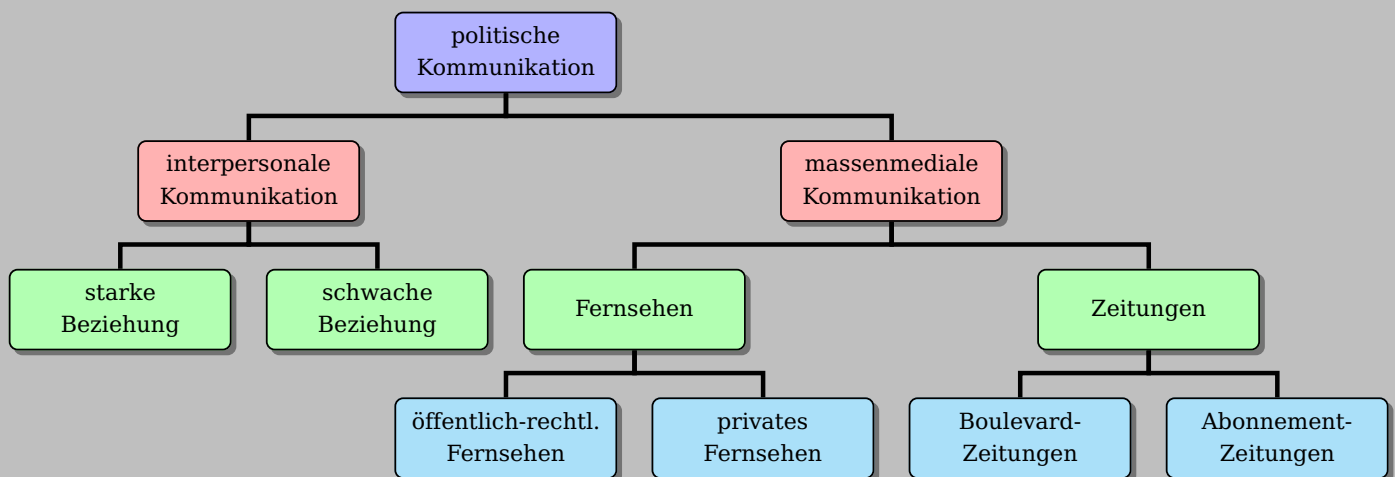 politische
Kommunikation
interpersonale
Kommunikation
massenmediale
Kommunikation
starke
Beziehung
schwache
Beziehung
Fernsehen
Zeitungen
öffentlich-rechtl.
Fernsehen
privates
Fernsehen
Boulevard-
Zeitungen
Abonnement-
Zeitungen